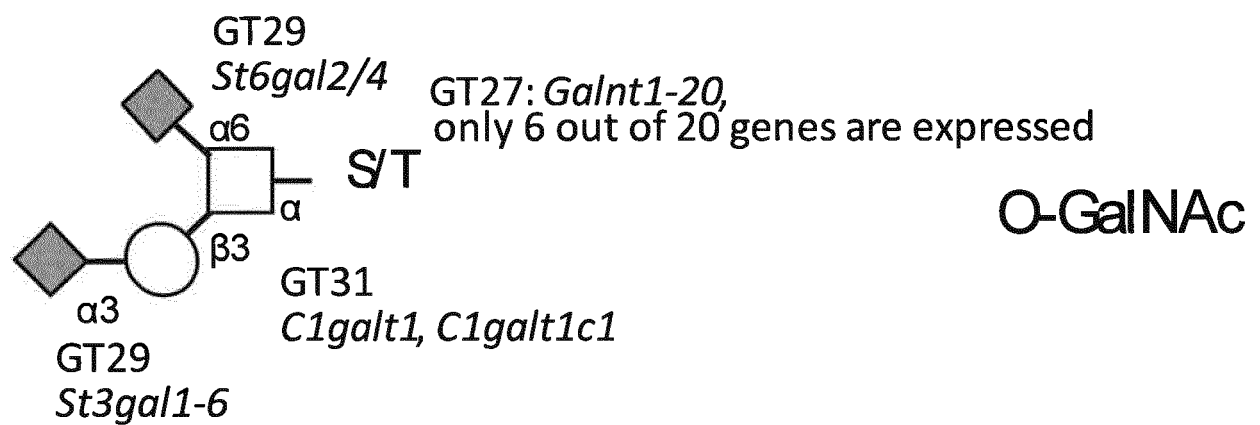 GT29
St6gal2/4
GT27: Galnt1-20,
only 6 out of 20 genes are expressed
α6
S/T
α
O-GalNAc
β3
α3
GT31
C1galt1, C1galt1c1
GT29
St3gal1-6